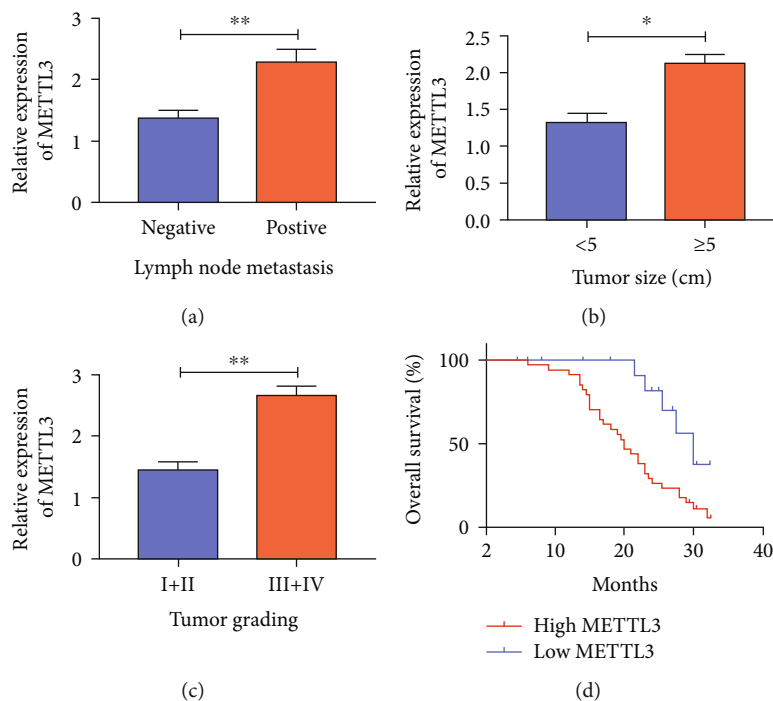 Relative expression
of METTL3
3
2
1
0
**
Negative
Postive
Lymph node metastasis
(a)
Relative expression
of METTL3
2.5
2.0
1.5
1.0
0.5
0.0
*
<5
≥5
Tumor size (cm)
(b)
Relative expression
of METTL3
3
2
1
0
**
I+II
III+IV
Tumor grading
(c)
Overall survival (%)
100
50
0
2
10
20
30
40
Months
High METTL3
Low METTL3
(d)